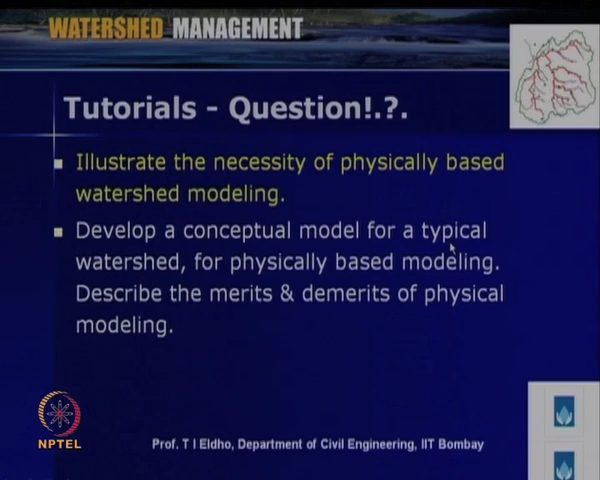 WATERSHED MANAGEMENT
Tutorials - Question!.?.
Illustrate the necessity of physically based
watershed modeling.
Develop a conceptual model for a typical
watershed, for physically based modeling.
Describe the merits & demerits of physical
modeling.
NPTEL
Prof. T I Eldho, Department of Civil Engineering, IIT Bombay